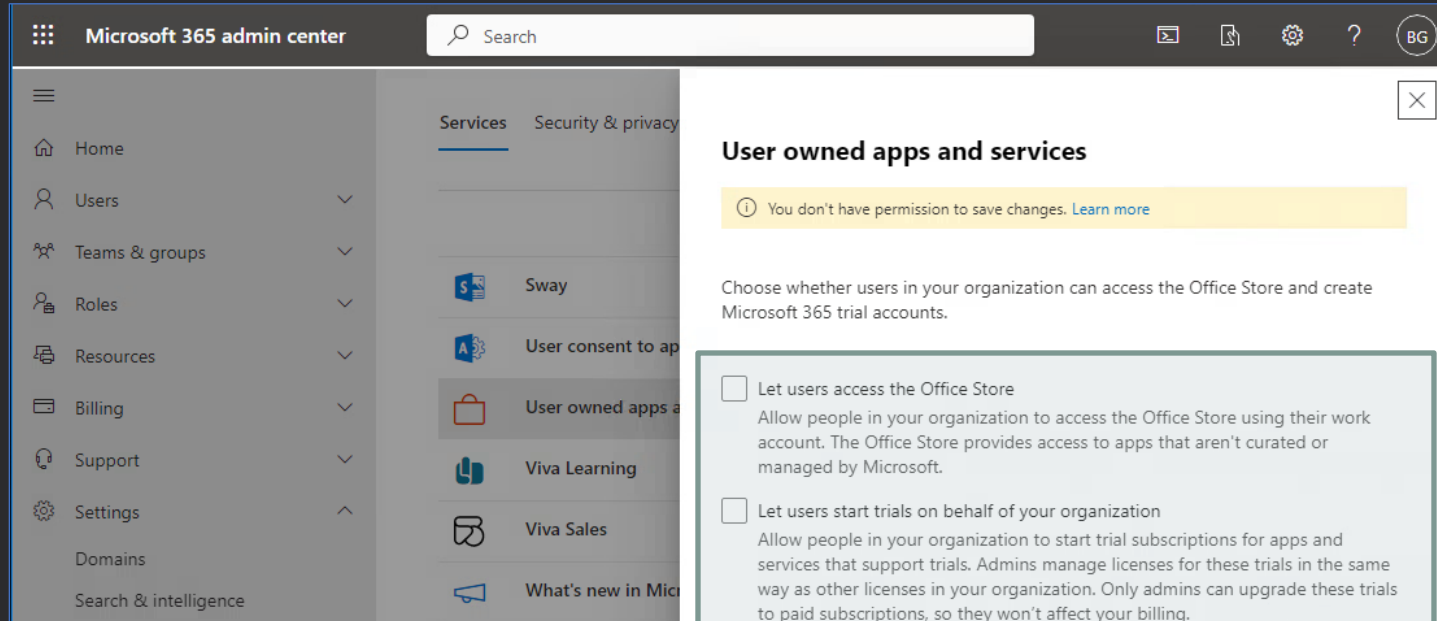 Microsoft 365 admin center
Search
BG
Home
Users
Teams & groups
Roles
Resources
Billing
Support
Settings
Domains
Search & intelligence
Services
Security & privacy
Sway
User consent to ap
User owned apps a
Viva Learning
Viva Sales
What's new in Micr
User owned apps and services
You don't have permission to save changes. Learn more
Choose whether users in your organization can access the Office Store and create
Microsoft 365 trial accounts.
Let users access the Office Store
Allow people in your organization to access the Office Store using their work
account. The Office Store provides access to apps that aren't curated or
managed by Microsoft.
Let users start trials on behalf of your organization
Allow people in your organization to start trial subscriptions for apps and
services that support trials. Admins manage licenses for these trials in the same
way as other licenses in your organization. Only admins can upgrade these trials
to paid subscriptions, so they won't affect your billing.